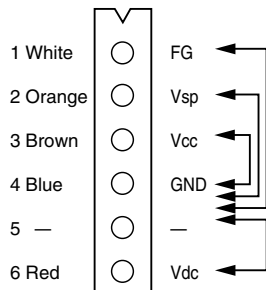 1 White FG
2 Orange Vsp
3 Brown Vcc
4 Blue GND
5 — —
6 Red Vdc